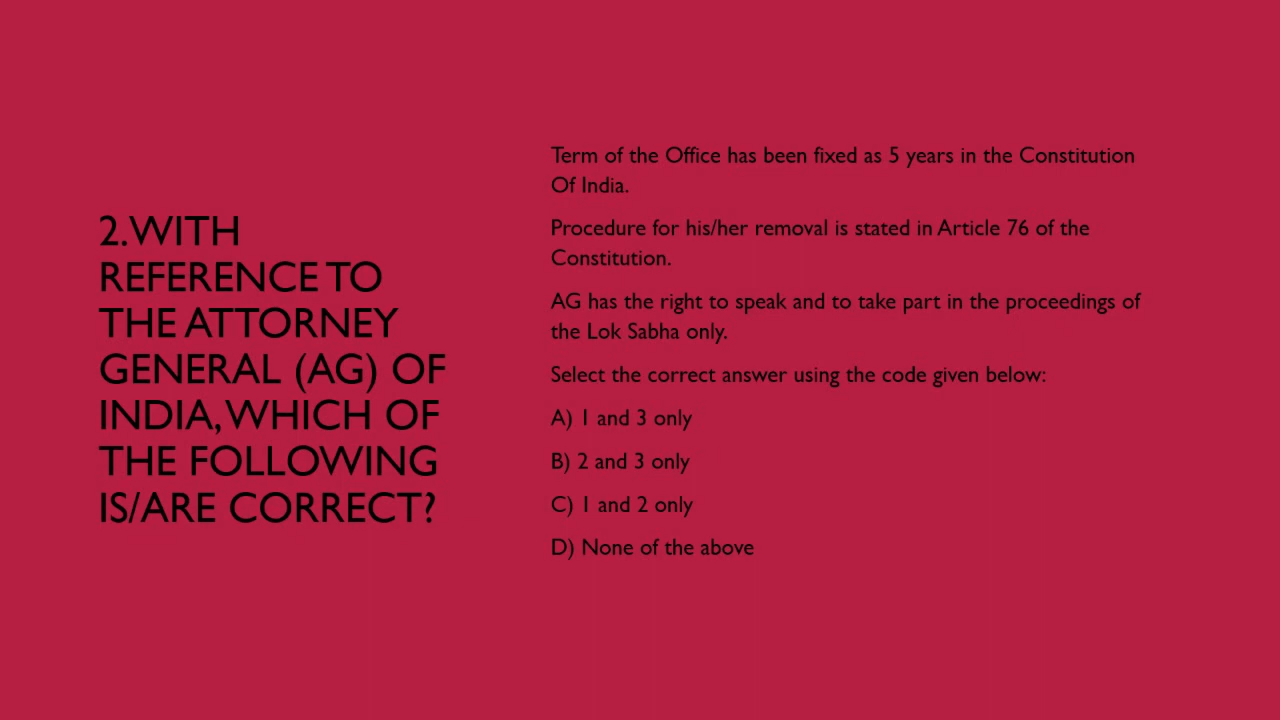 2. WITH
REFERENCE TO
THE ATTORNEY
GENERAL (AG) OF
INDIA, WHICH OF
THE FOLLOWING
IS/ARE CORRECT?
Term of the Office has been fixed as 5 years in the Constitution
Of India.
Procedure for his/her removal is stated in Article 76 of the
Constitution.
AG has the right to speak and to take part in the proceedings of
the Lok Sabha only.
Select the correct answer using the code given below:
A) 1 and 3 only
B) 2 and 3 only
C) 1 and 2 only
D) None of the above